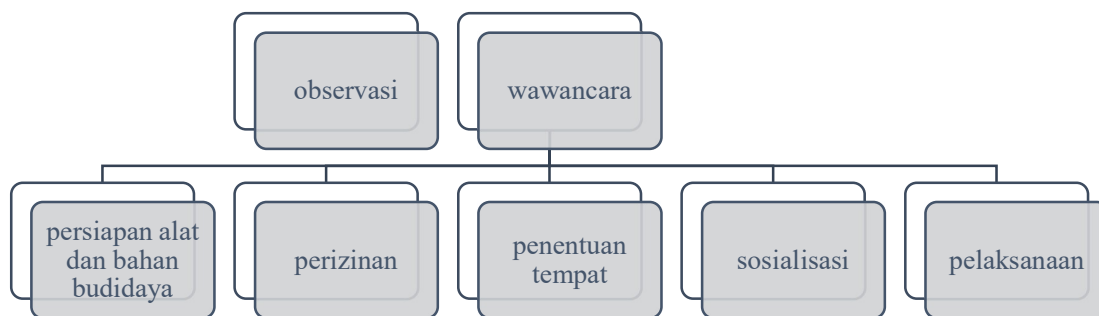 observasi
wawancara
persiapan alat
dan bahan
budidaya
perizinan
penentuan
tempat
sosialisasi
pelaksanaan